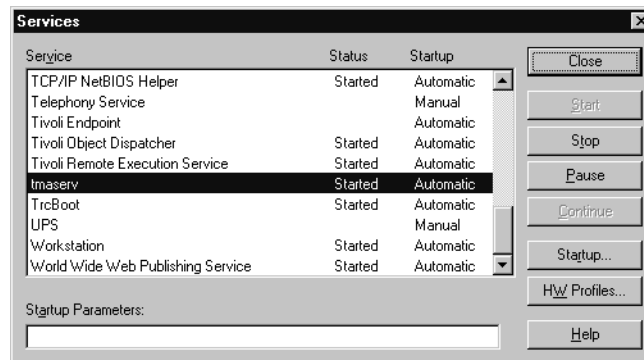 Services
Service Status Startup
TCP/IP NetBIOS Helper Started Automatic
Telephony Service Manual
Tivoli Endpoint Automatic
Tivoli Object Dispatcher Started Automatic
Tivoli Remote Execution Service Started Automatic
tmaserv Started Automatic
TrcBoot Started Automatic
UPS Manual
Workstation Started Automatic
World Wide Web Publishing Service Started Automatic
Startup Parameters:
Close
Start
Stop
Pause
Continue
Startup...
HW Profiles...
Help